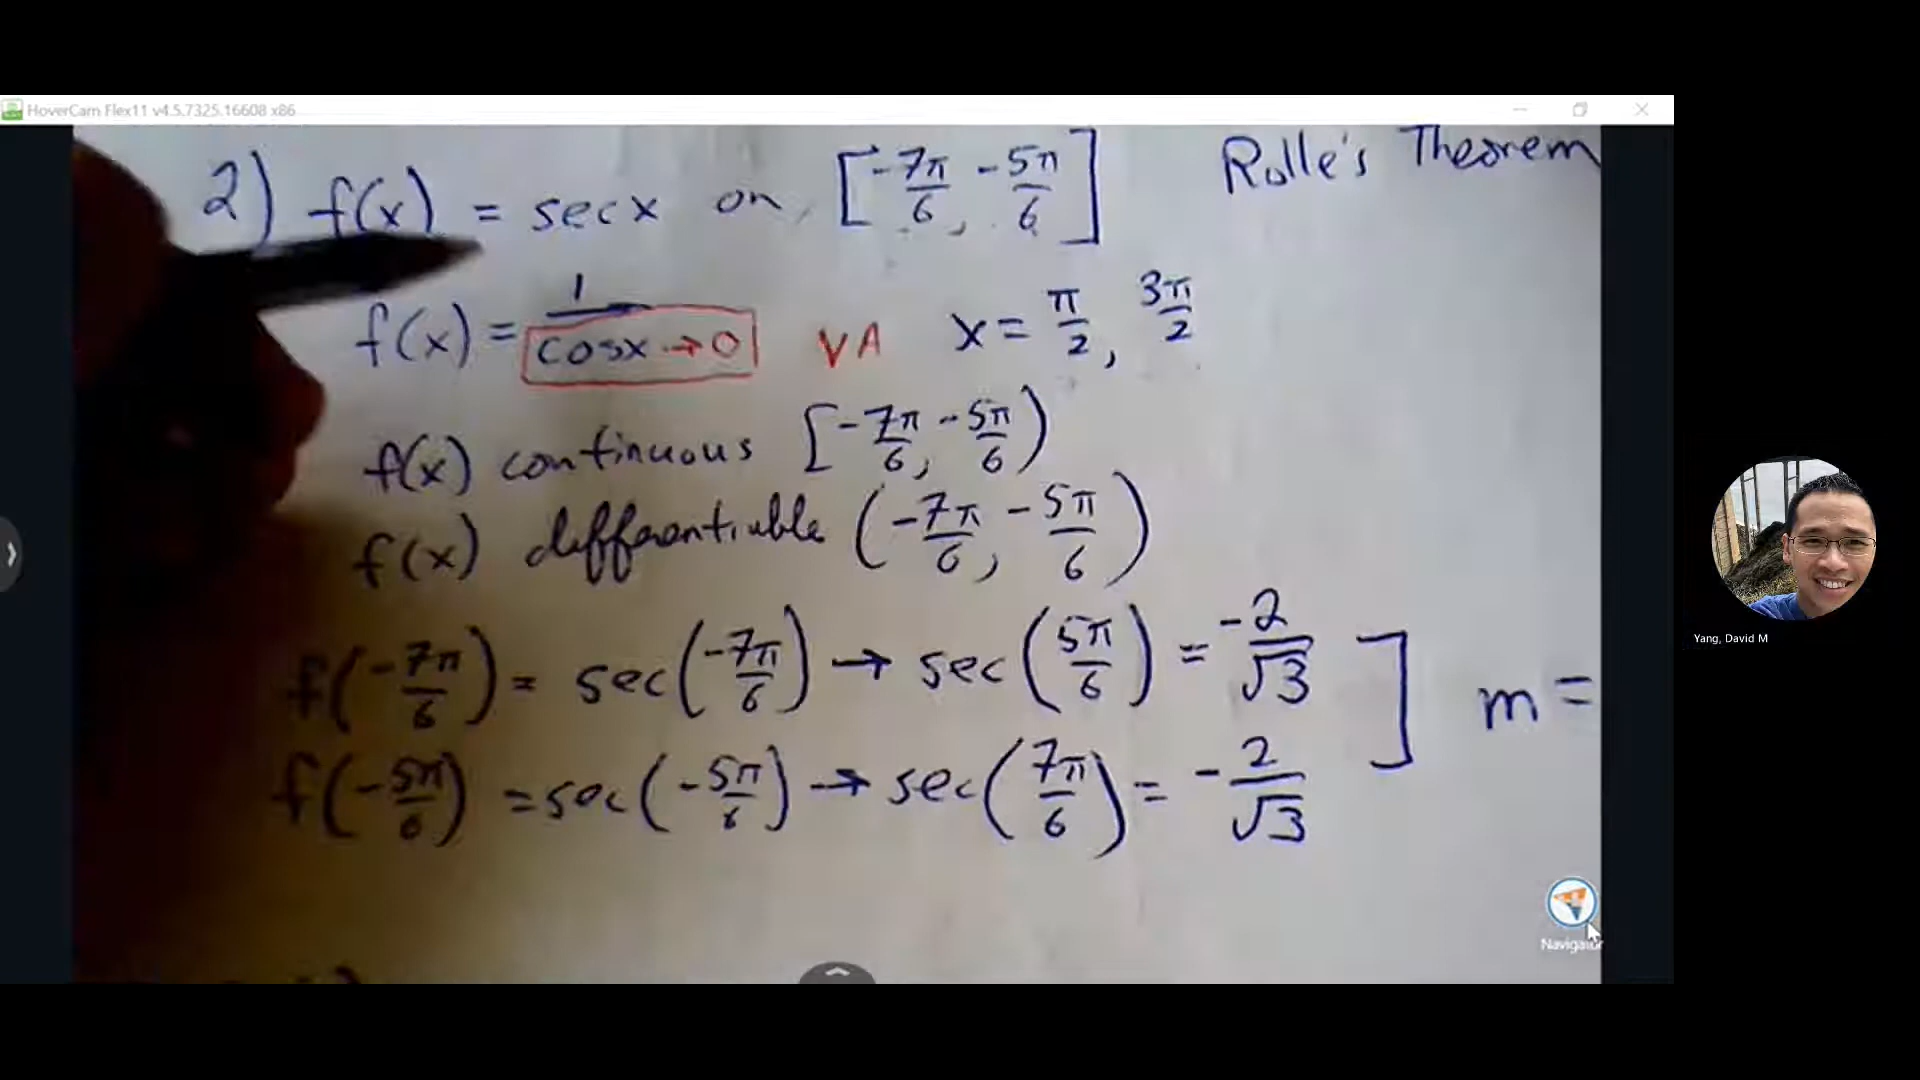 HoverCam Flex11 v4.5.7325.16608 x86
2) f(x) = sec x on [-7π/6, -5π/6] Rolle's Theorem
f(x) = 1/cosx→0 VA x = π/2, 3π/2
f(x) continuous [-7π/6, -5π/6)
f(x) differentiable (-7π/6, -5π/6)
f(-7π/6) = sec(-7π/6) → sec(5π/6) = -2/√3 ] m =
f(-5π/6) = sec(-5π/6) → sec(7π/6) = -2/√3
Yang, David M
Navigator